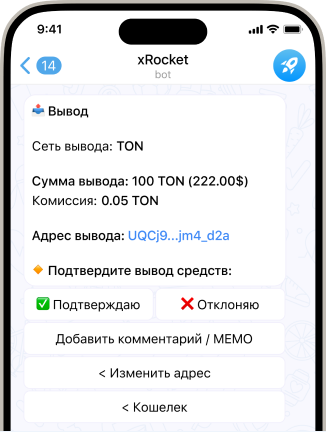 9:41
14
xRocket
bot
📤 Вывод
Сеть вывода: TON
Сумма вывода: 100 TON (222.00$)
Комиссия: 0.05 TON
Адрес вывода: UQCj9...jm4_d2a
🔸 Подтвердите вывод средств:
✅ Подтверждаю
❌ Отклоняю
Добавить комментарий / MEMO
< Изменить адрес
< Кошелек